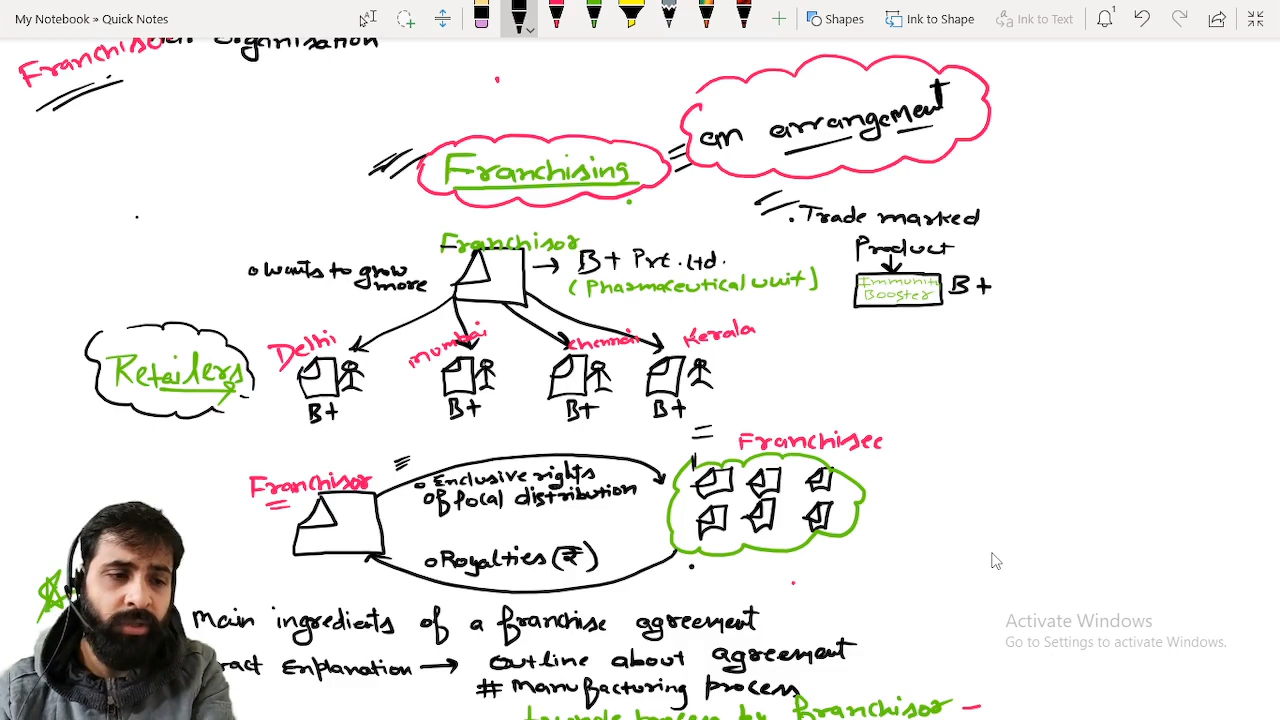 My Notebook » Quick Notes
Shapes
Ink to Shape
Ink to Text
Organisation
Franchisor
an arrangement
Franchising =
. Trade marked
Product
Immunity
Booster
B+
Franchisor
o wants to grow
more
→ B+ Pvt. Ltd.
(Pharmaceutical unit)
Retailers
Delhi
Mumbai
Chennai
Kerala
B+
B+
B+
B+
Franchisee
Franchisor
o Exclusive rights
of local distribution
o Royalties (₹)
Main ingredients of a franchise agreement
Explanation → outline about agreement
# manufacturing process
by Franchisor -
Activate Windows
Go to Settings to activate Windows.